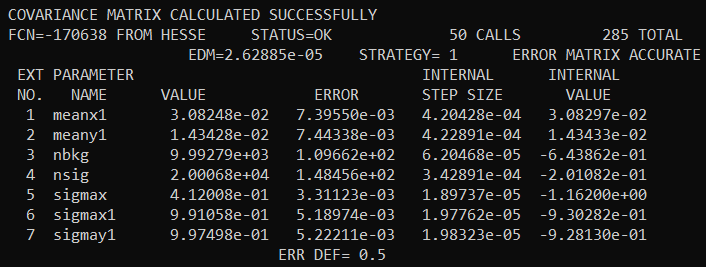 COVARIANCE MATRIX CALCULATED SUCCESSFULLY
FCN=-170638 FROM HESSE     STATUS=OK             50 CALLS         285 TOTAL
                     EDM=2.62885e-05    STRATEGY= 1      ERROR MATRIX ACCURATE
 EXT PARAMETER                                INTERNAL      INTERNAL
 NO.   NAME      VALUE            ERROR       STEP SIZE       VALUE
  1  meanx1       3.08248e-02   7.39550e-03   4.20428e-04   3.08297e-02
  2  meany1       1.43428e-02   7.44338e-03   4.22891e-04   1.43433e-02
  3  nbkg         9.99279e+03   1.09662e+02   6.20468e-05  -6.43862e-01
  4  nsig         2.00068e+04   1.48456e+02   3.42891e-04  -2.01082e-01
  5  sigmax       4.12008e-01   3.31123e-03   1.89737e-05  -1.16200e+00
  6  sigmax1      9.91058e-01   5.18974e-03   1.97762e-05  -9.30282e-01
  7  sigmay1      9.97498e-01   5.22211e-03   1.98323e-05  -9.28130e-01
                              ERR DEF= 0.5